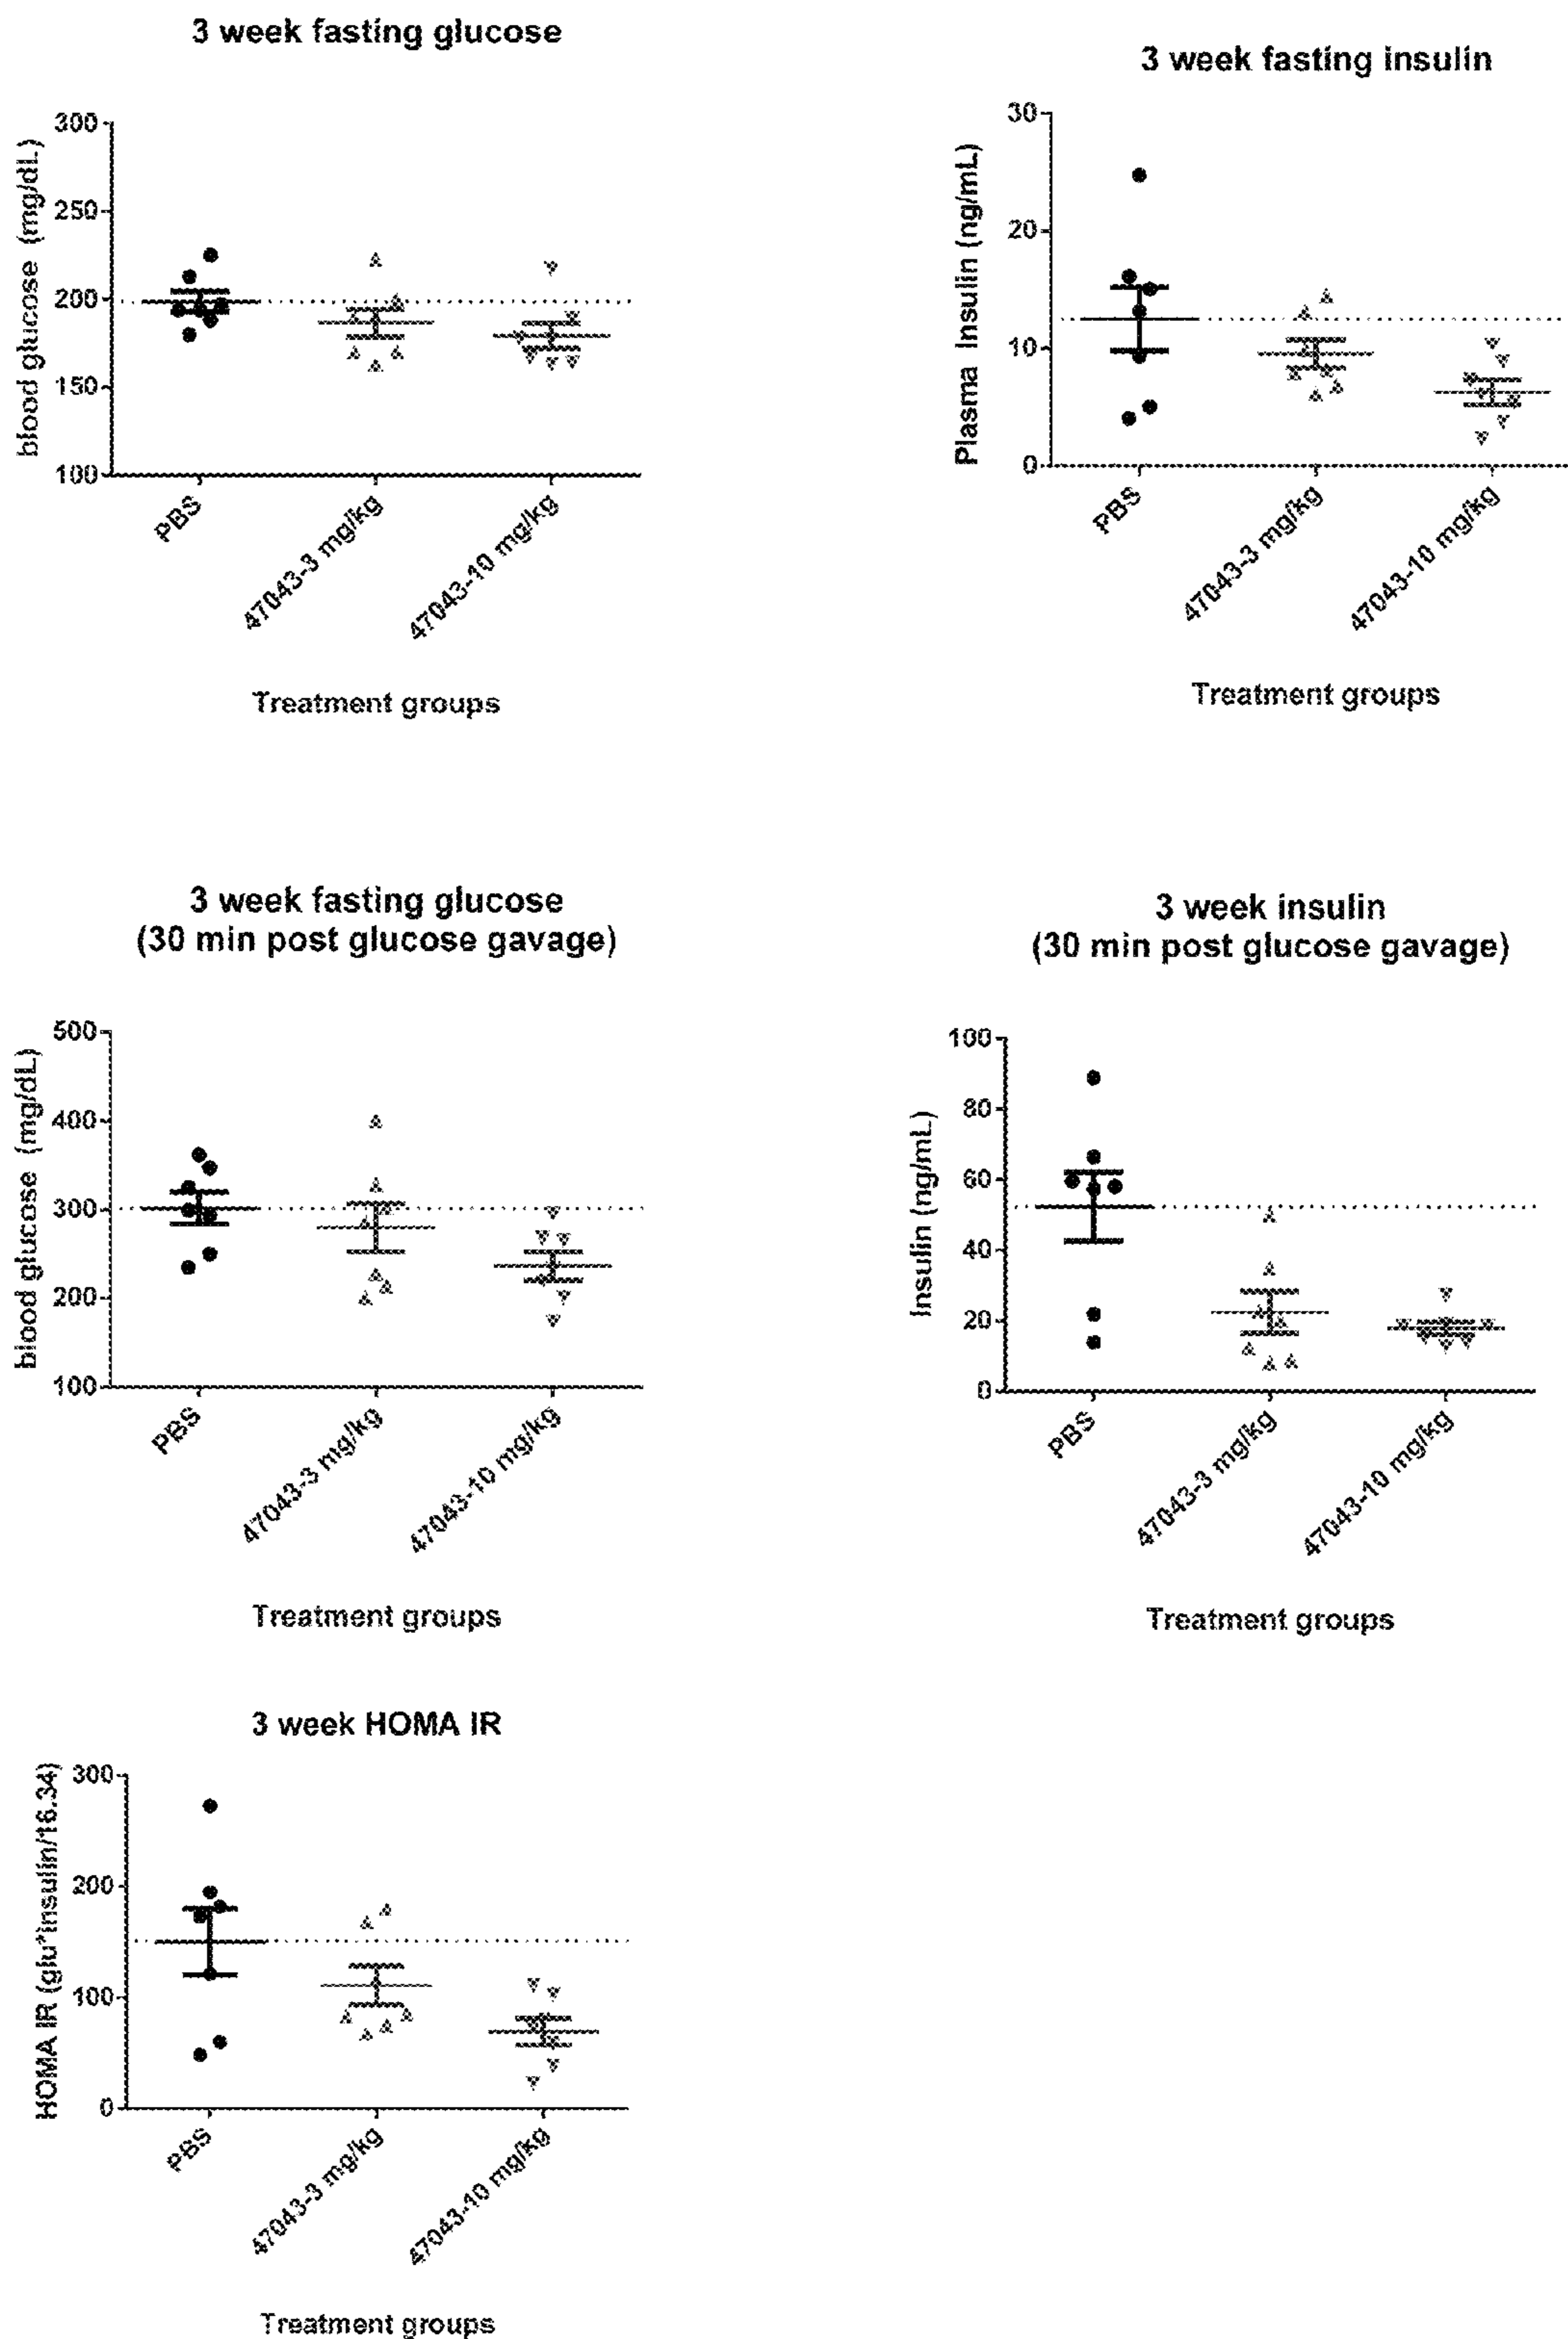 3 week fasting glucose
blood glucose (mg/dL)
300
250
200
150
100
PBS
47043-3 mg/kg
47043-10 mg/kg
Treatment groups
3 week fasting insulin
Plasma Insulin (ng/mL)
30
20
10
0
PBS
47043-3 mg/kg
47043-10 mg/kg
Treatment groups
3 week fasting glucose
(30 min post glucose gavage)
blood glucose (mg/dL)
500
400
300
200
100
PBS
47043-3 mg/kg
47043-10 mg/kg
Treatment groups
3 week insulin
(30 min post glucose gavage)
Insulin (ng/mL)
100
80
60
40
20
0
PBS
47043-3 mg/kg
47043-10 mg/kg
Treatment groups
3 week HOMA IR
HOMA IR (glu*insulin/16.34)
300
200
100
0
PBS
47043-3 mg/kg
47043-10 mg/kg
Treatment groups